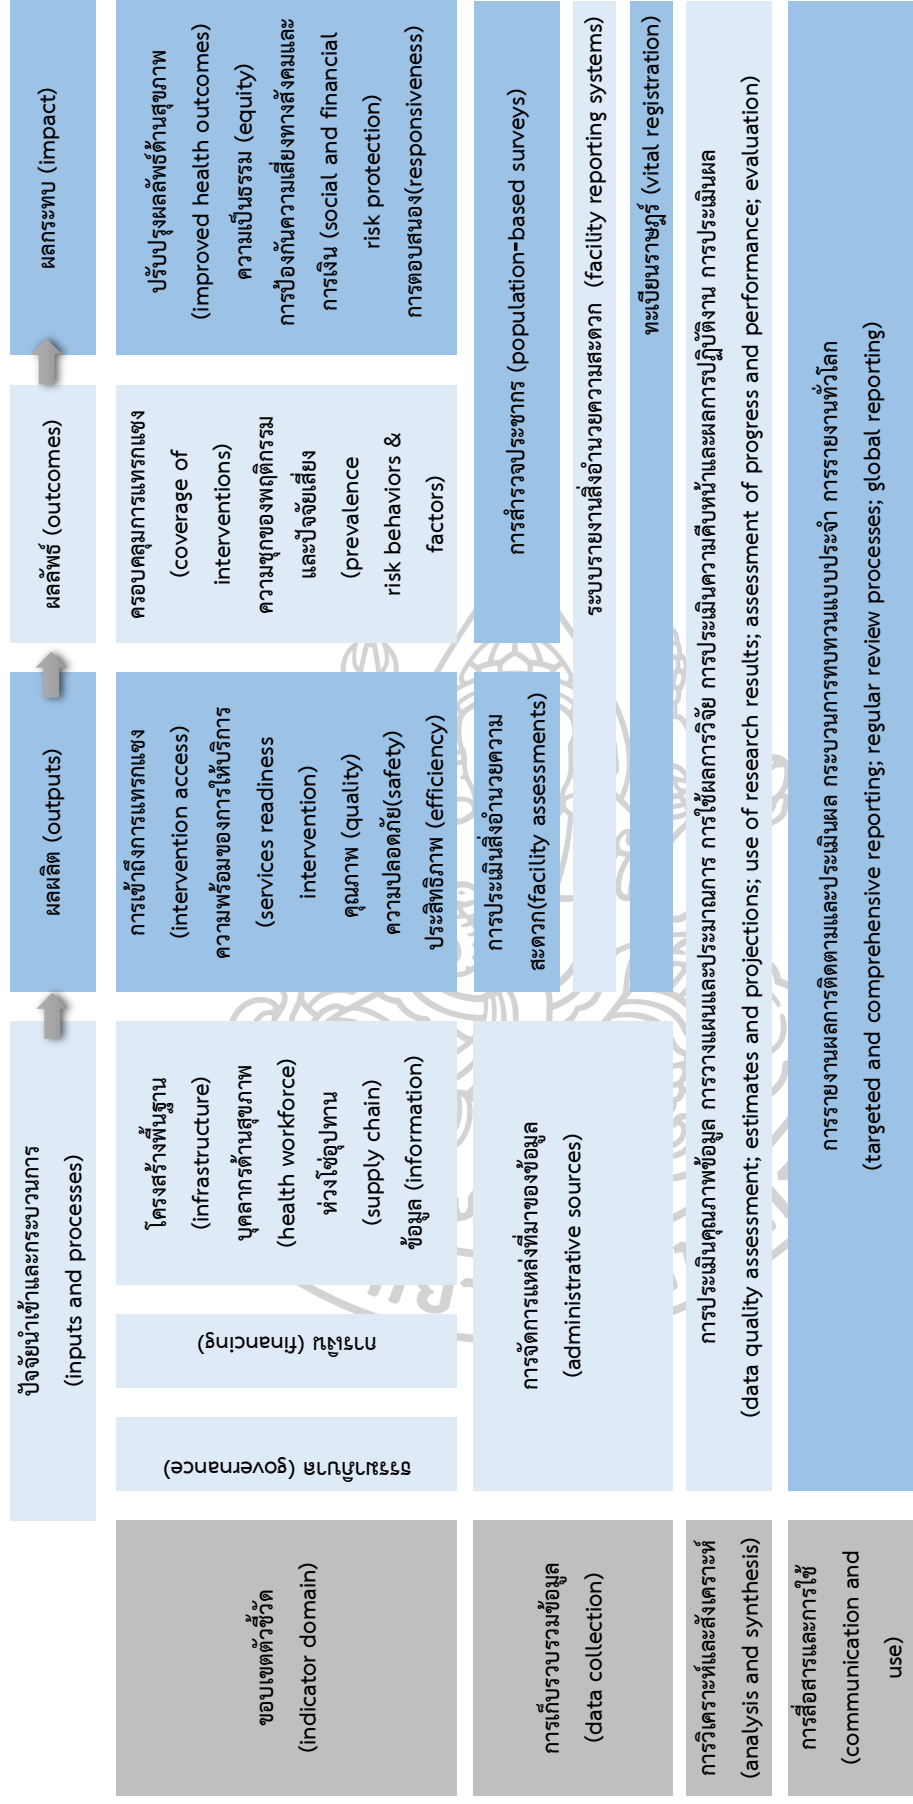 ปัจจัยนำเข้าและกระบวนการ
(inputs and processes)
ผลผลิต (outputs)
ผลลัพธ์ (outcomes)
ผลกระทบ (impact)
ขอบเขตตัวชี้วัด
(indicator domain)
ธรรมาภิบาล (governance)
การเงิน (financing)
โครงสร้างพื้นฐาน
(infrastructure)
บุคลากรด้านสุขภาพ
(health workforce)
ห่วงโซ่อุปทาน
(supply chain)
ข้อมูล (information)
การเข้าถึงการแทรกแซง
(intervention access)
ความพร้อมของการให้บริการ
(services readiness
intervention)
คุณภาพ (quality)
ความปลอดภัย(safety)
ประสิทธิภาพ (efficiency)
ครอบคลุมการแทรกแซง
(coverage of
interventions)
ความชุกของพฤติกรรม
และปัจจัยเสี่ยง
(prevalence
risk behaviors &
factors)
ปรับปรุงผลลัพธ์ด้านสุขภาพ
(improved health outcomes)
ความเป็นธรรม (equity)
การป้องกันความเสี่ยงทางสังคมและ
การเงิน (social and financial
risk protection)
การตอบสนอง(responsiveness)
การเก็บรวบรวมข้อมูล
(data collection)
การจัดการแหล่งที่มาของข้อมูล
(administrative sources)
การประเมินสิ่งอำนวยความ
สะดวก(facility assessments)
การสำรวจประชากร (population-based surveys)
ระบบรายงานสิ่งอำนวยความสะดวก (facility reporting systems)
ทะเบียนราษฎร์ (vital registration)
การวิเคราะห์และสังเคราะห์
(analysis and synthesis)
การประเมินคุณภาพข้อมูล การวางแผนและประมาณการ การใช้ผลการวิจัย การประเมินความคืบหน้าและผลการปฏิบัติงาน การประเมินผล
(data quality assessment; estimates and projections; use of research results; assessment of progress and performance; evaluation)
การสื่อสารและการใช้
(communication and
use)
การรายงานผลการติดตามและประเมินผล กระบวนการทบทวนแบบประจำ การรายงานทั่วโลก
(targeted and comprehensive reporting; regular review processes; global reporting)